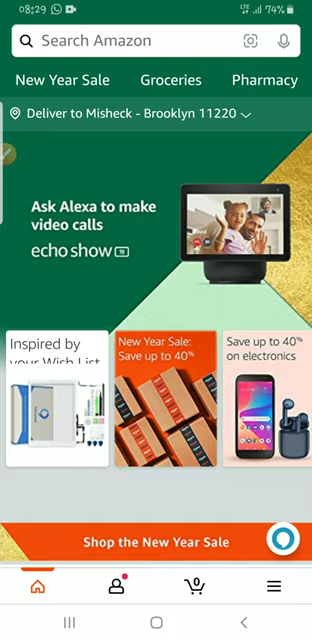 08:29 LTE 74%
Search Amazon
New Year Sale Groceries Pharmacy
Deliver to Misheck - Brooklyn 11220
Ask Alexa to make
video calls
echo show 10
Inspired by
your Wish List
New Year Sale:
Save up to 40%
Save up to 40%
on electronics
Shop the New Year Sale
0